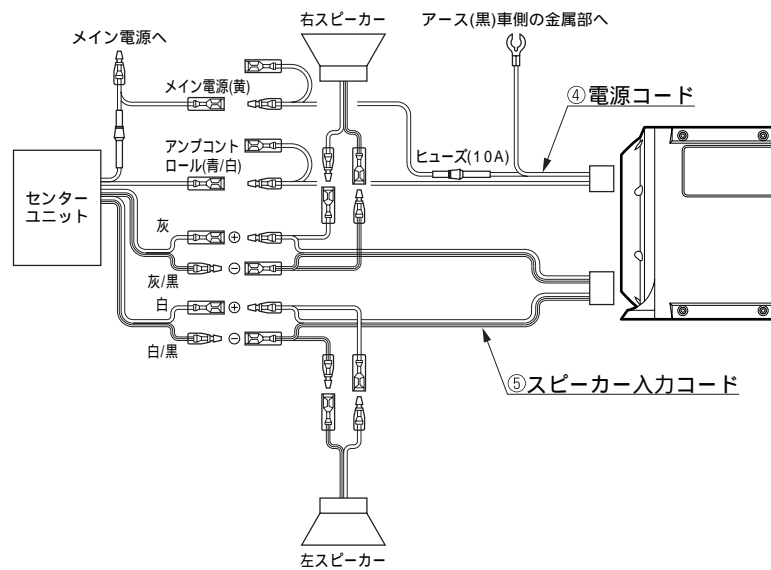 右スピーカー
アース(黒)車側の金属部へ
メイン電源へ
メイン電源(黄)
④電源コード
アンプコント
ロール(青/白)
ヒューズ(10A)
センター
ユニット
灰
⊕
⊖
灰/黒
白
⊕
⊖
白/黒
⑤スピーカー入力コード
左スピーカー